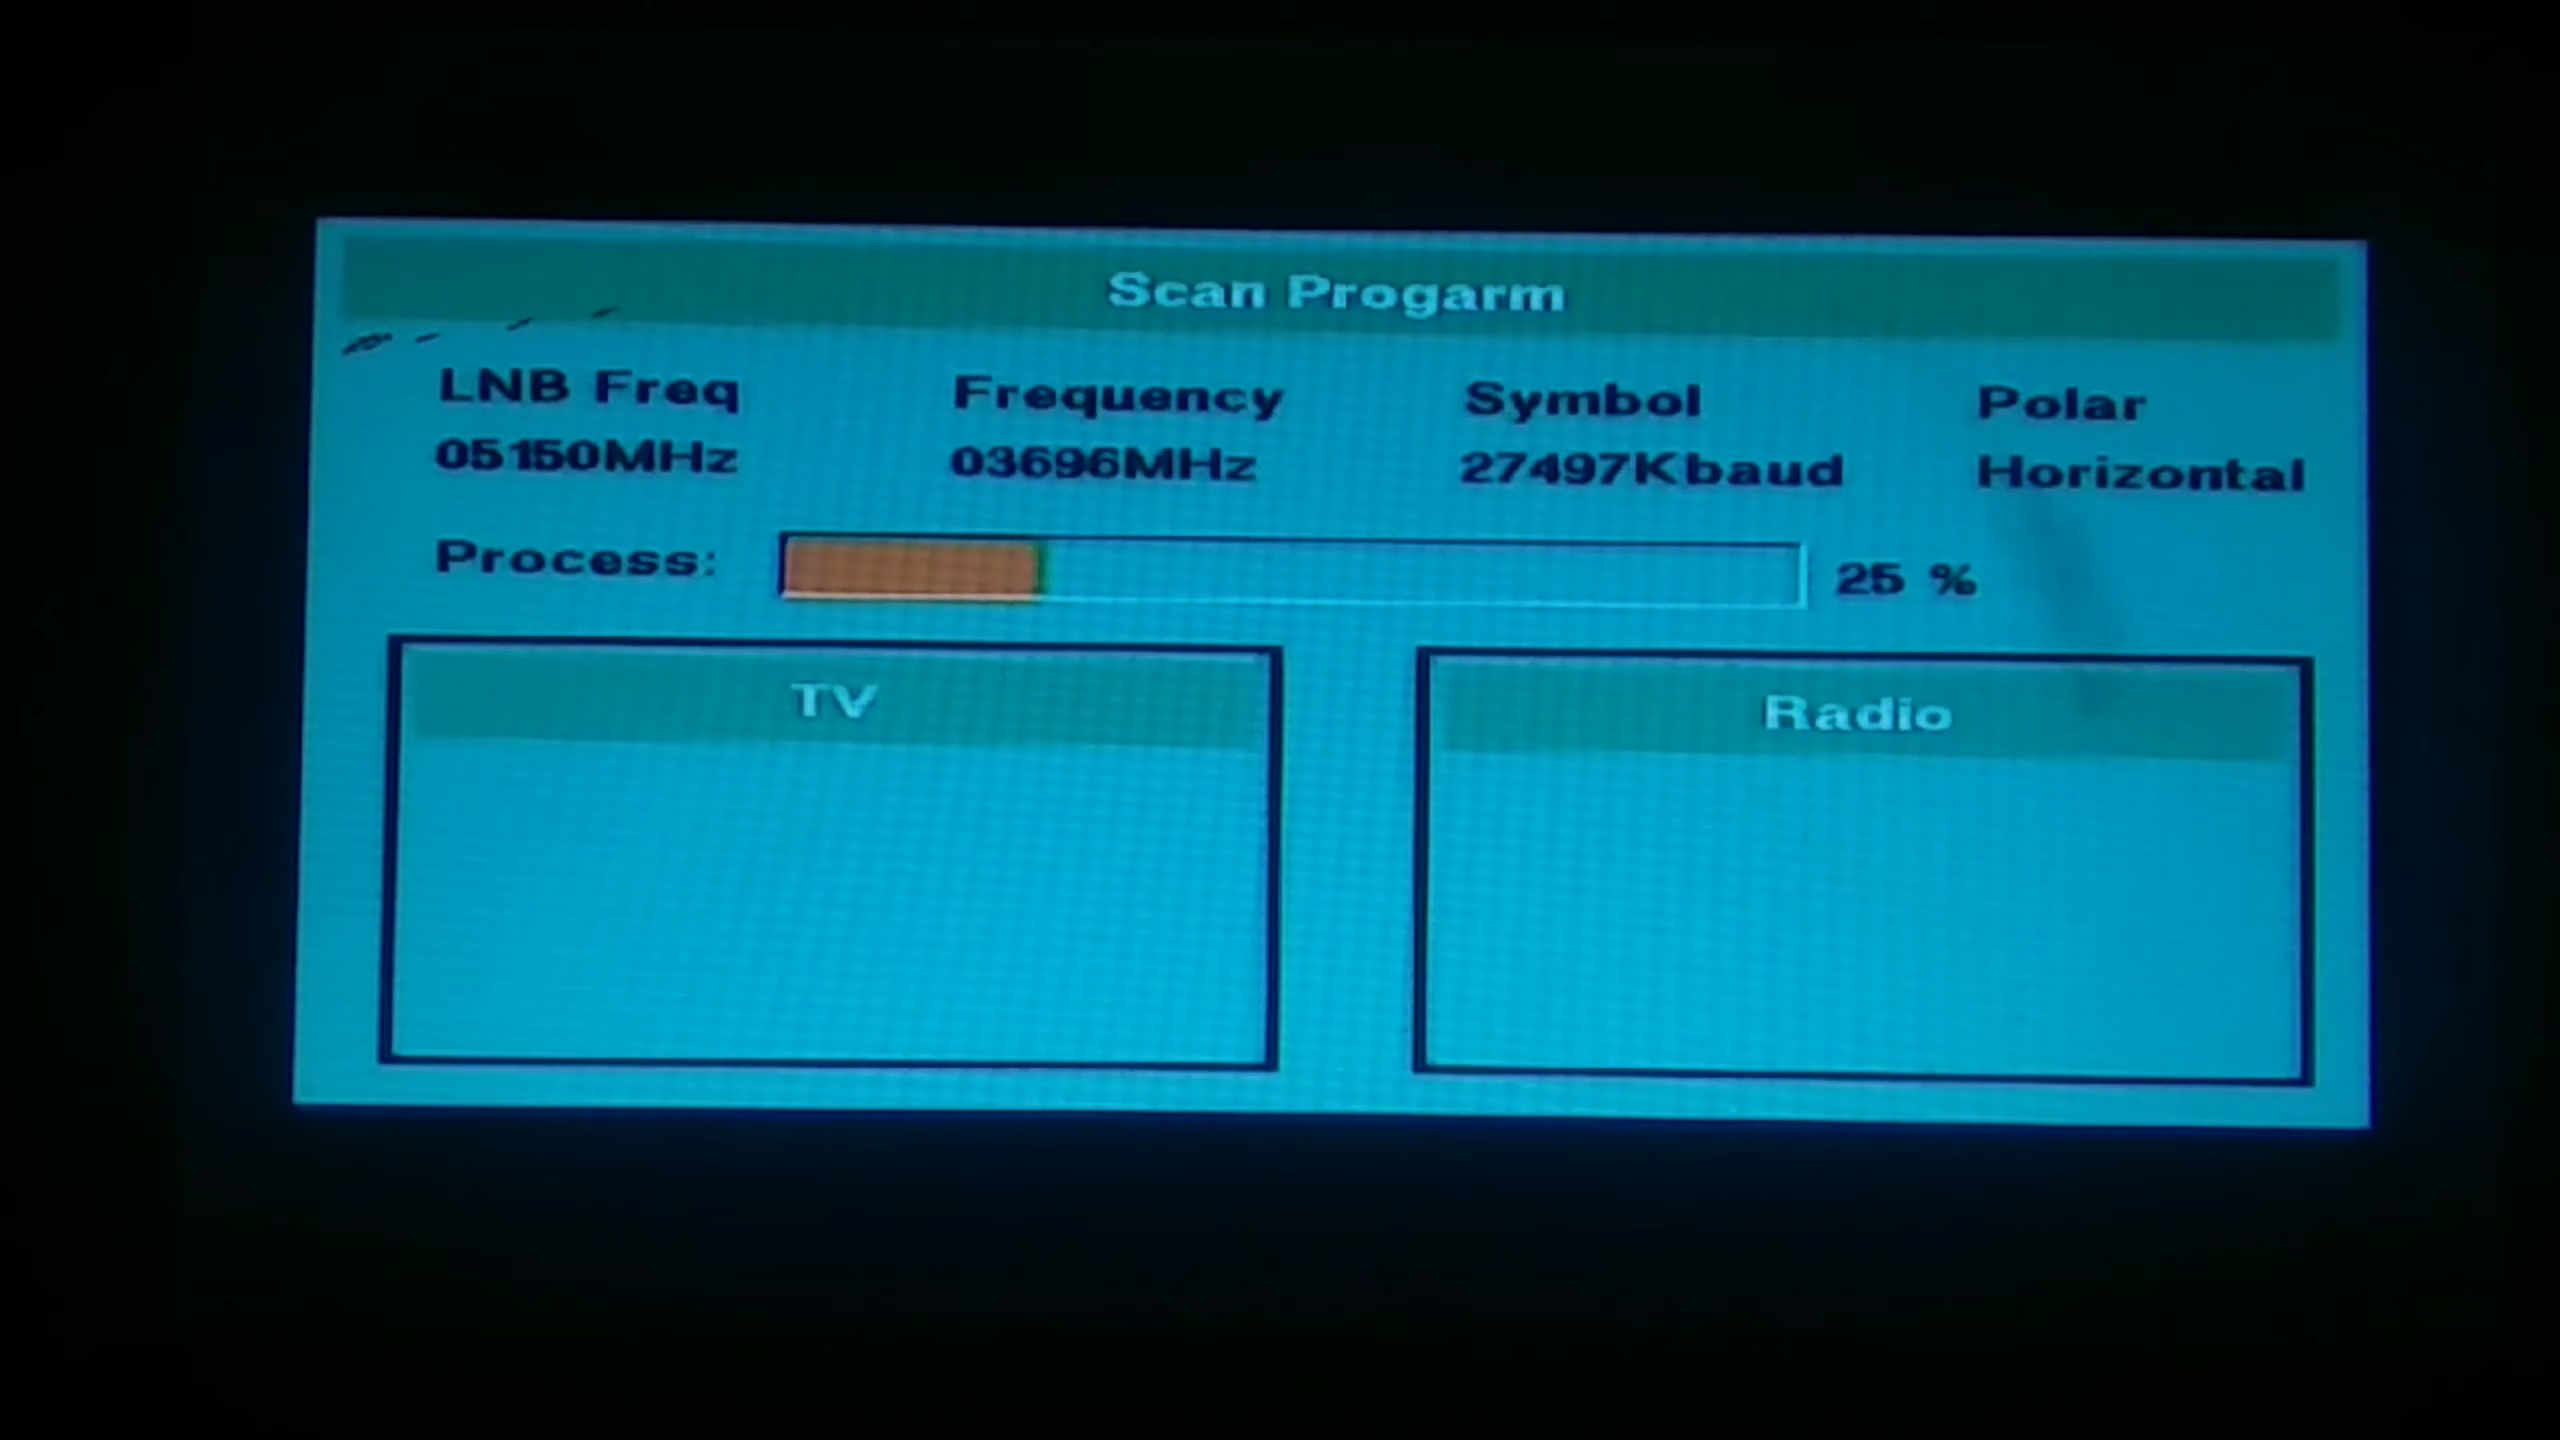 Scan Progarm
LNB Freq Frequency Symbol Polar
05150MHz 03696MHz 27497Kbaud Horizontal
Process: 25 %
TV Radio